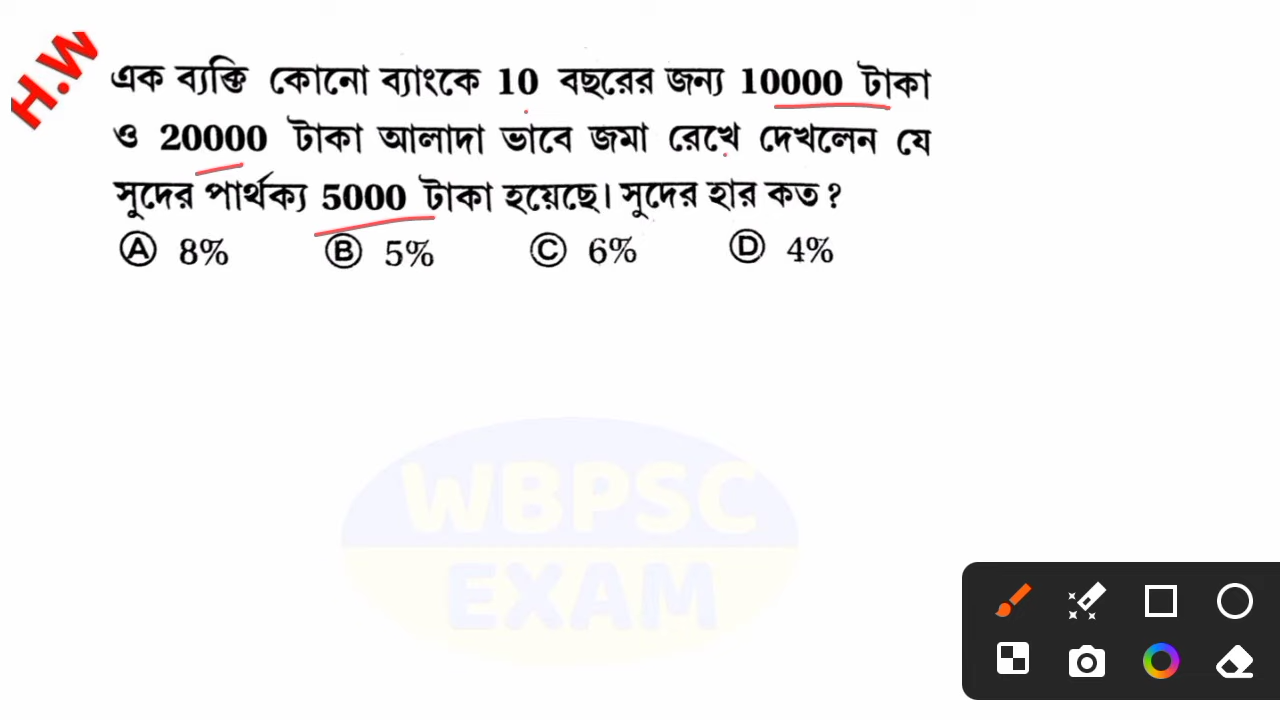 H.W
এক ব্যক্তি কোনো ব্যাংকে 10 বছরের জন্য 10000 টাকা
ও 20000 টাকা আলাদা ভাবে জমা রেখে দেখলেন যে
সুদের পার্থক্য 5000 টাকা হয়েছে। সুদের হার কত?
Ⓐ 8% Ⓑ 5% Ⓒ 6% Ⓓ 4%
WBPSC
EXAM